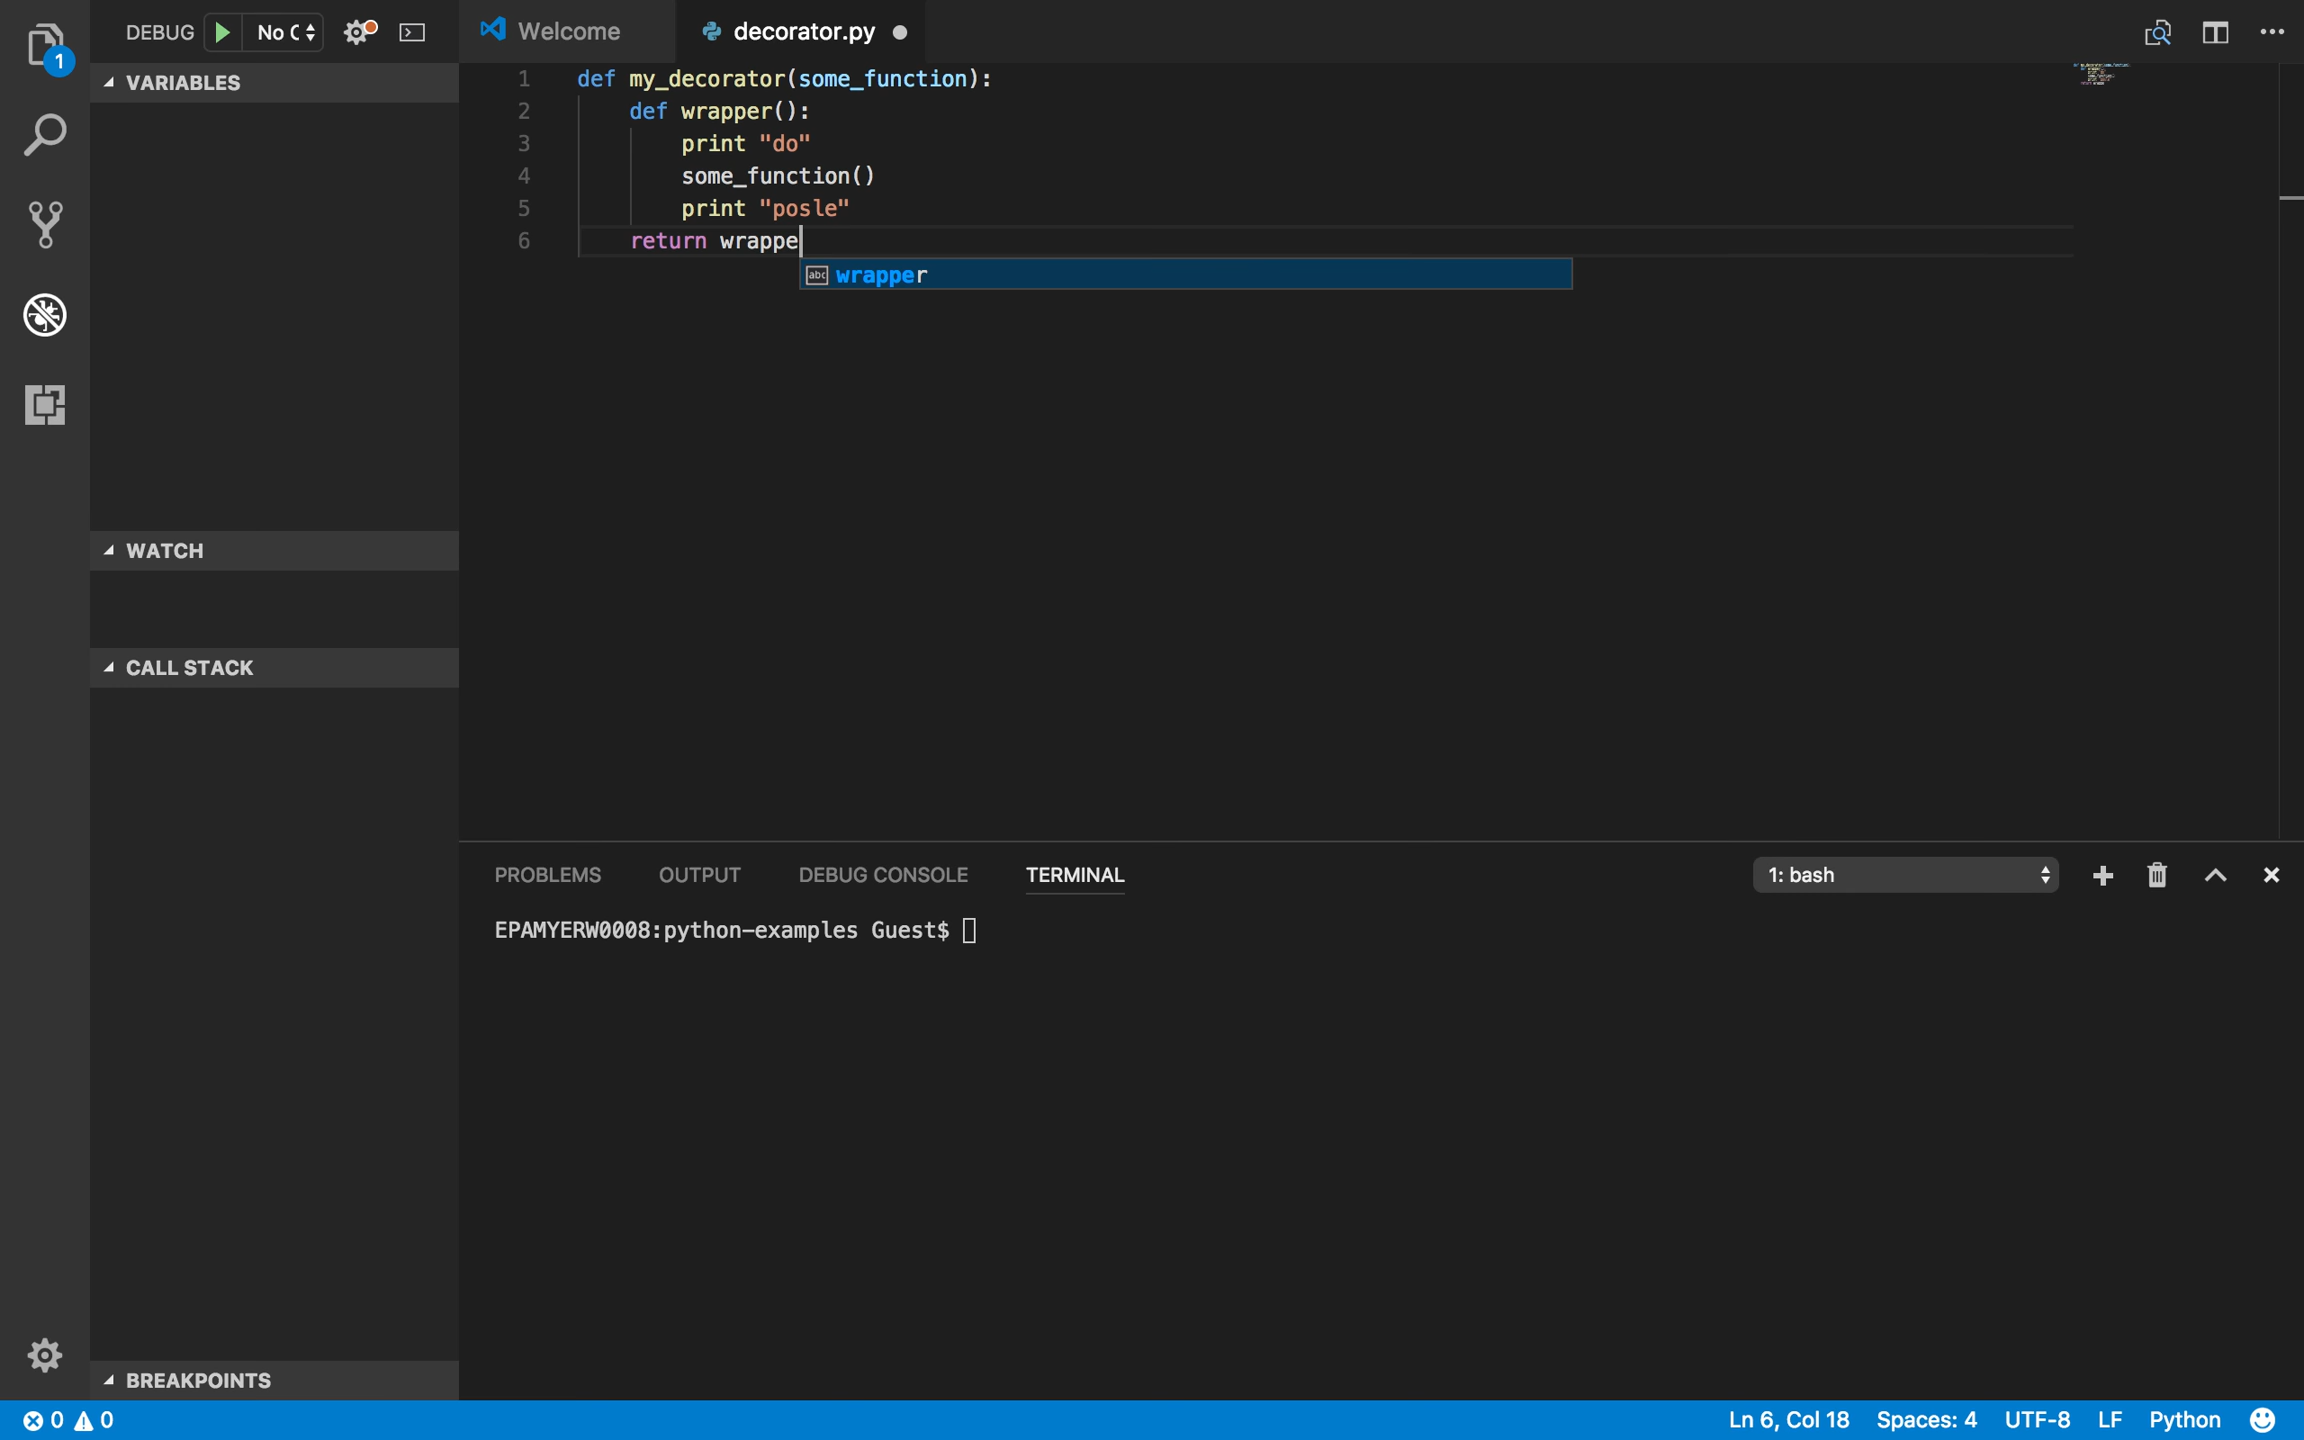 DEBUG No C
Welcome
decorator.py
1
VARIABLES
WATCH
CALL STACK
BREAKPOINTS
1 def my_decorator(some_function):
2 def wrapper():
3 print "do"
4 some_function()
5 print "posle"
6 return wrappe
abc wrapper
PROBLEMS OUTPUT DEBUG CONSOLE TERMINAL 1: bash
EPAMYERW0008:python-examples Guest$
0 0 Ln 6, Col 18 Spaces: 4 UTF-8 LF Python